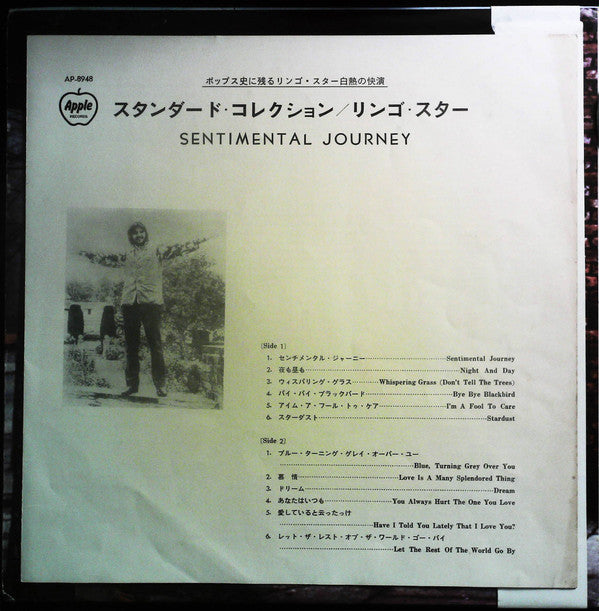 AP-8948
Apple
RECORDS
ポップス史に残るリンゴ・スター白熱の快演
スタンダード・コレクション/リンゴ・スター
SENTIMENTAL JOURNEY
(Side 1)
1. センチメンタル・ジャーニー Sentimental Journey
2. 夜も昼も Night And Day
3. ウィスパリング・グラス Whispering Grass (Don't Tell The Trees)
4. バイ・バイ・ブラックバード Bye Bye Blackbird
5. アイム・ア・フール・トゥ・ケア I'm A Fool To Care
6. スターダスト Stardust
(Side 2)
1. ブルー・ターニング・グレイ・オーバー・ユー
Blue, Turning Grey Over You
2. 慕 情 Love Is A Many Splendored Thing
3. ドリーム Dream
4. あなたはいつも You Always Hurt The One You Love
5. 愛していると云ったっけ
Have I Told You Lately That I Love You?
6. レット・ザ・レスト・オブ・ザ・ワールド・ゴー・バイ
Let The Rest Of The World Go By